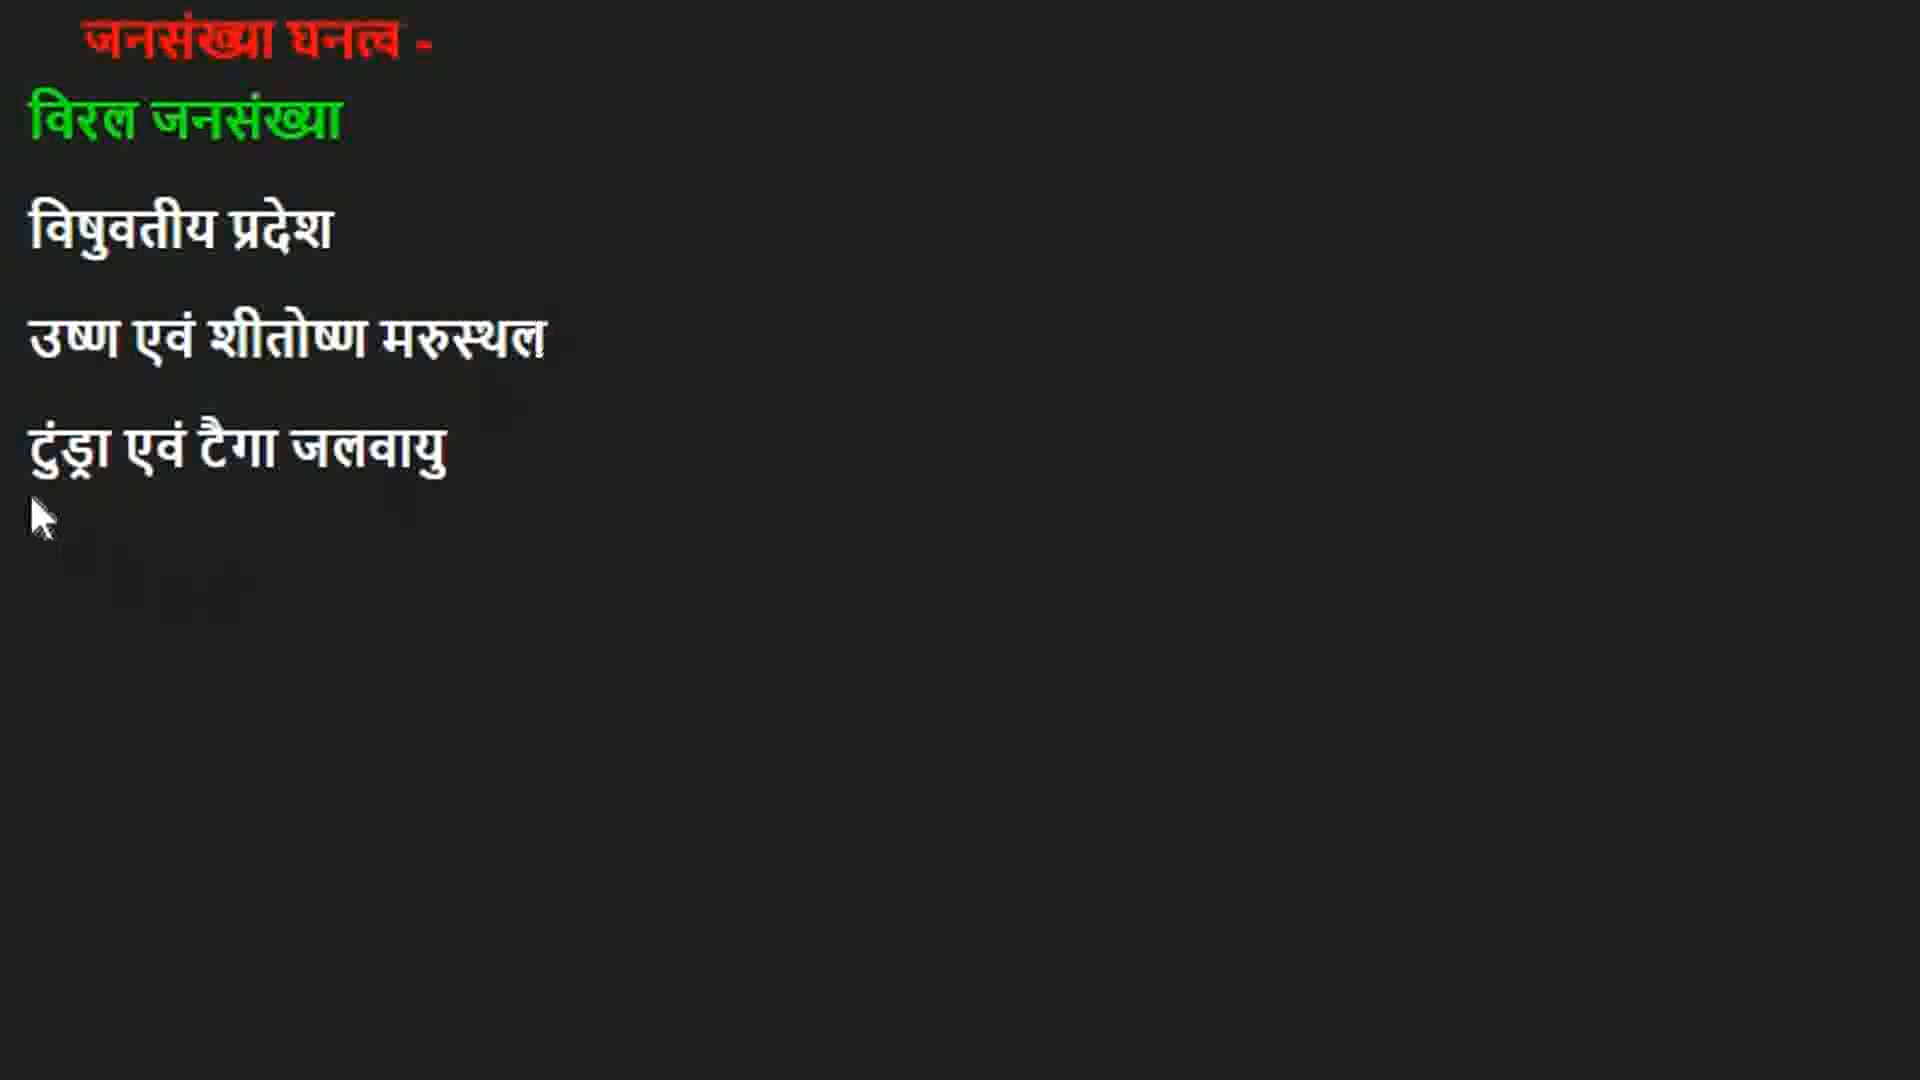 जनसंख्या घनत्व -
विरल जनसंख्या
विषुवतीय प्रदेश
उष्ण एवं शीतोष्ण मरुस्थल
टुंड्रा एवं टैगा जलवायु